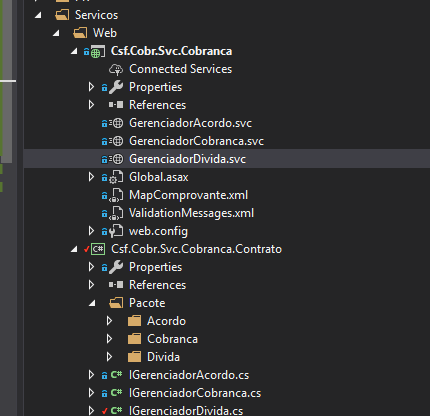 Servicos
Web
Csf.Cobr.Svc.Cobranca
Connected Services
Properties
References
GerenciadorAcordo.svc
GerenciadorCobranca.svc
GerenciadorDivida.svc
Global.asax
MapComprovante.xml
ValidationMessages.xml
web.config
C# Csf.Cobr.Svc.Cobranca.Contrato
Properties
References
Pacote
Acordo
Cobranca
Divida
C# IGerenciadorAcordo.cs
C# IGerenciadorCobranca.cs
C# IGerenciadorDivida.cs